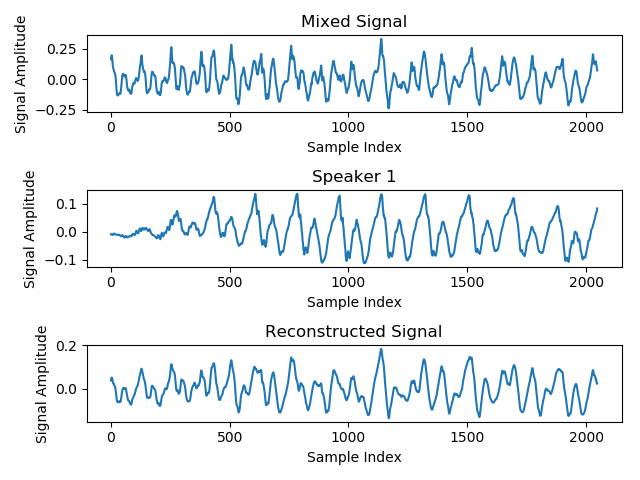 Mixed Signal
Signal Amplitude
0.25
0.00
−0.25
0 500 1000 1500 2000
Sample Index
Speaker 1
Signal Amplitude
0.1
0.0
−0.1
0 500 1000 1500 2000
Sample Index
Reconstructed Signal
Signal Amplitude
0.2
0.0
0 500 1000 1500 2000
Sample Index